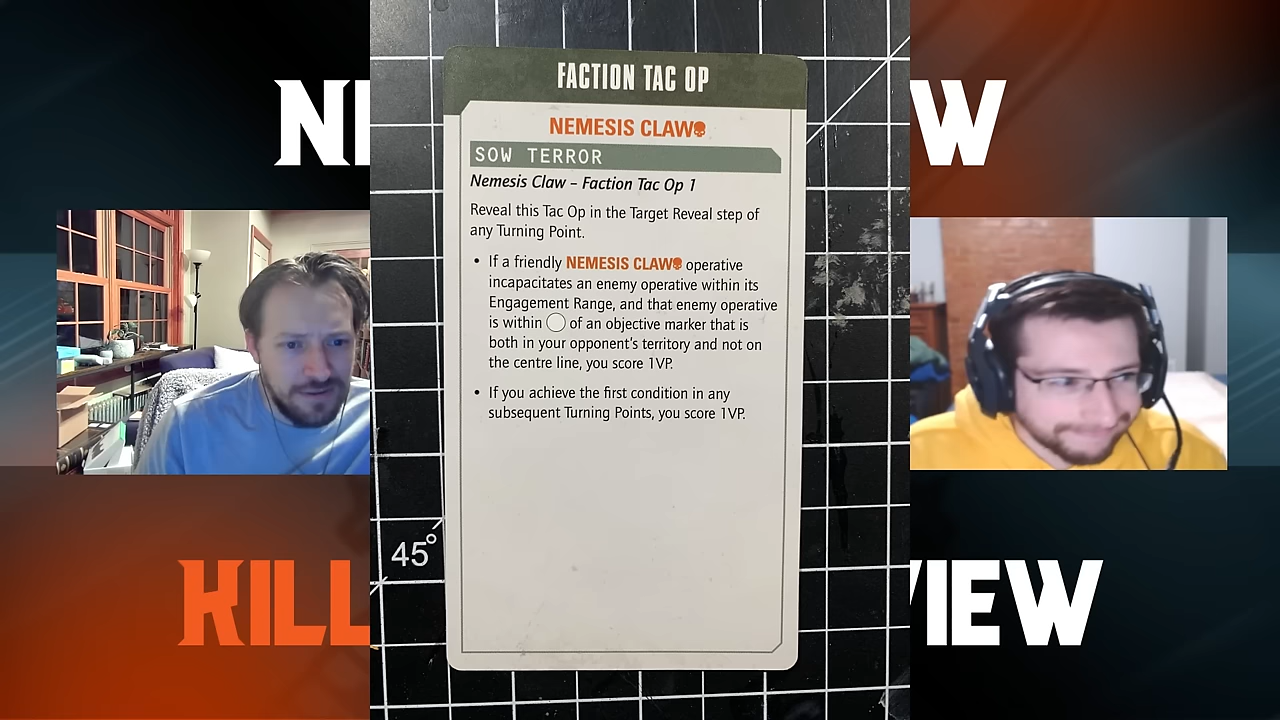 FACTION TAC OP
NEMESIS CLAW
SOW TERROR
Nemesis Claw – Faction Tac Op 1
Reveal this Tac Op in the Target Reveal step of
any Turning Point.
• If a friendly NEMESIS CLAW operative
incapacitates an enemy operative within its
Engagement Range, and that enemy operative
is within of an objective marker that is
both in your opponent's territory and not on
the centre line, you score 1VP.
• If you achieve the first condition in any
subsequent Turning Points, you score 1VP.
45°
NE
W
KILL
VIEW